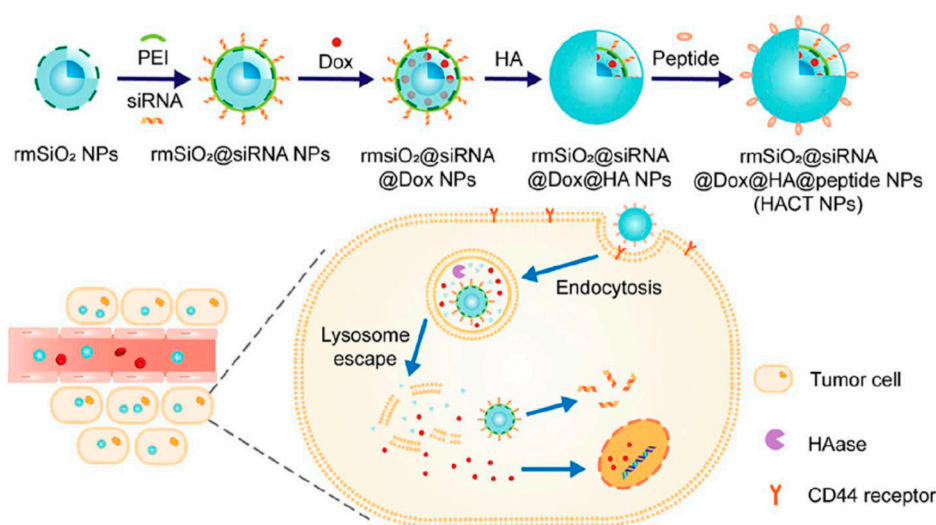 PEI
siRNA
Dox
HA
Peptide
rmSiO₂ NPs
rmSiO₂@siRNA NPs
rmsiO₂@siRNA
@Dox NPs
rmSiO₂@siRNA
@Dox@HA NPs
rmSiO₂@siRNA
@Dox@HA@peptide NPs
(HACT NPs)
Endocytosis
Lysosome
escape
Tumor cell
HAase
CD44 receptor